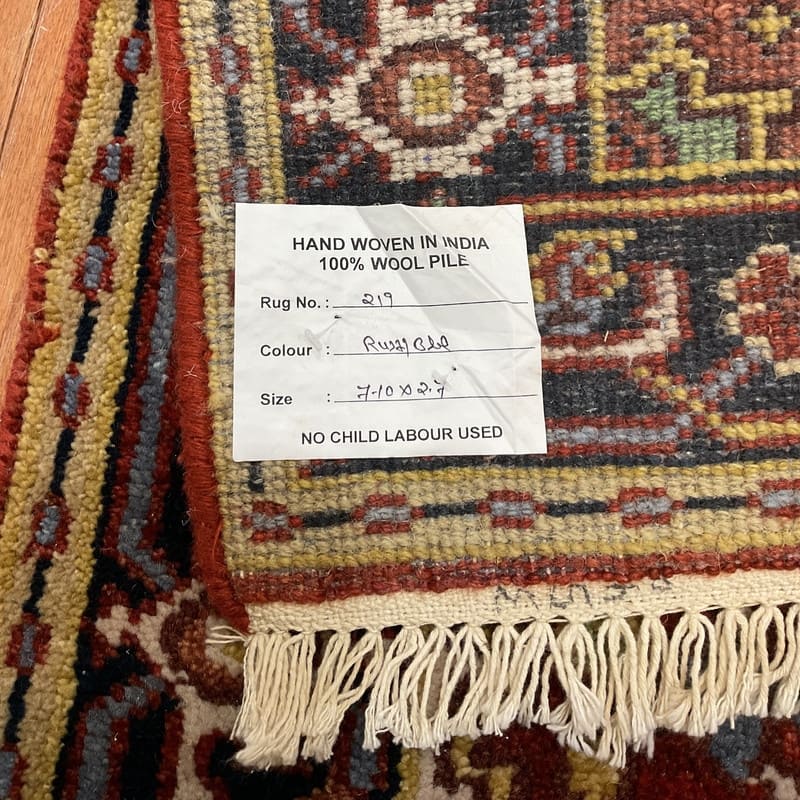 HAND WOVEN IN INDIA
100% WOOL PILE
Rug No. : 219
Colour : Rust/Bll
Size : 7-10 X 2.7
NO CHILD LABOUR USED